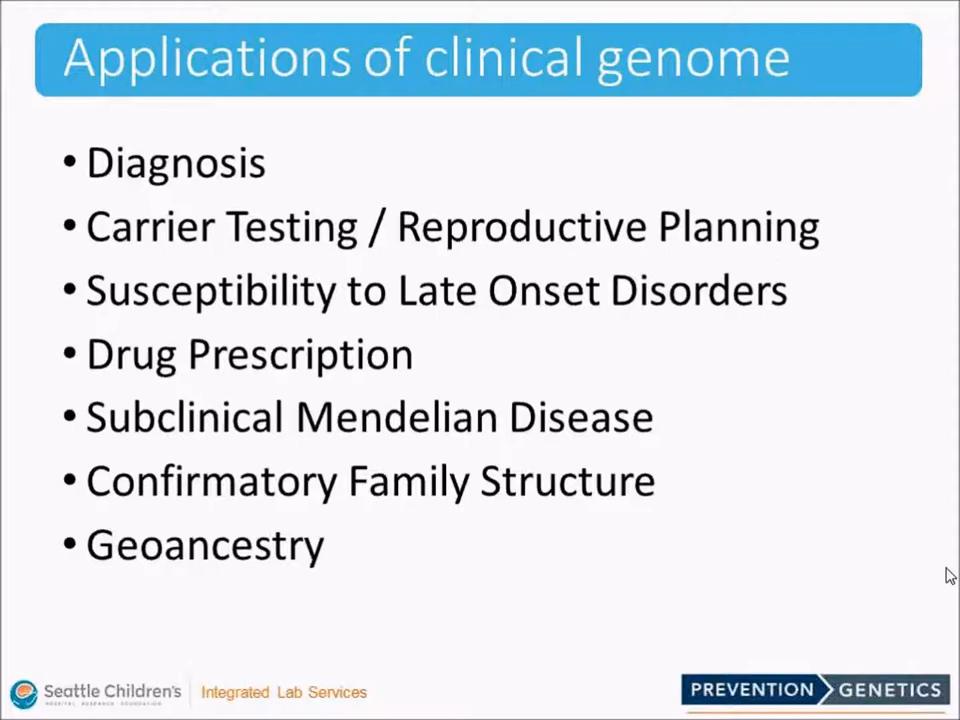 Applications of clinical genome
• Diagnosis
• Carrier Testing / Reproductive Planning
• Susceptibility to Late Onset Disorders
• Drug Prescription
• Subclinical Mendelian Disease
• Confirmatory Family Structure
• Geoancestry
Seattle Children's
HOSPITAL RESEARCH FOUNDATION
Integrated Lab Services
PREVENTION GENETICS